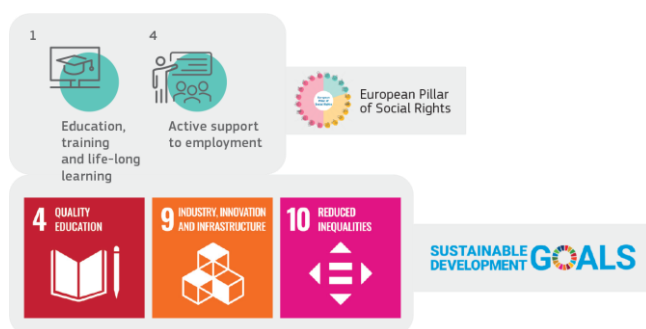 1
4
Education,
training
and life-long
learning
Active support
to employment
European Pillar
of Social Rights
4 QUALITY
EDUCATION
9 INDUSTRY, INNOVATION
AND INFRASTRUCTURE
10 REDUCED
INEQUALITIES
SUSTAINABLE
DEVELOPMENT GOALS